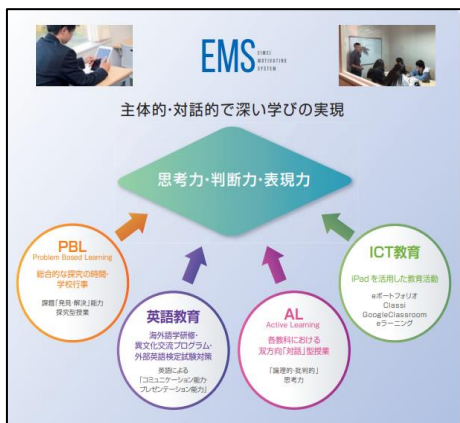 EMS
SIMEI
MOTIVATING
SYSTEM
主体的・対話的で深い学びの実現
思考力・判断力・表現力
PBL
Problem Based Learning
総合的な探究の時間・
学校行事
課題「発見・解決」能力
探究型授業
英語教育
海外語学研修・
異文化交流プログラム・
外部英語検定試験対策
英語による
「コミュニケーション能力・
プレゼンテーション能力」
AL
Active Learning
各教科における
双方向「対話」型授業
「論理的・批判的」
思考力
ICT教育
iPadを活用した教育活動
eポートフォリオ
Classi
GoogleClassroom
eラーニング